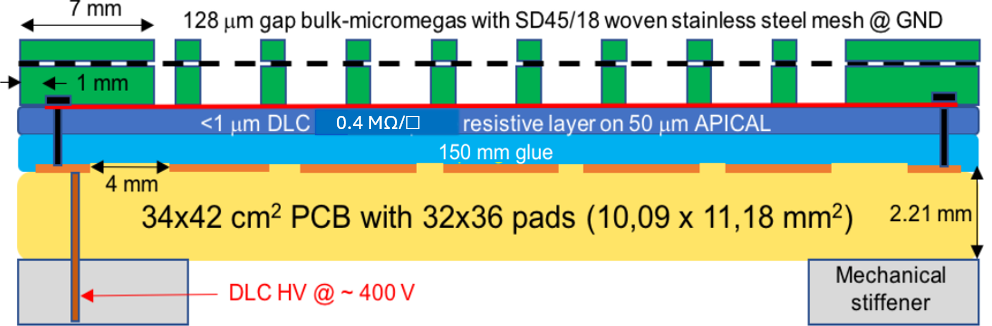 7 mm
128 μm gap bulk-micromegas with SD45/18 woven stainless steel mesh @ GND
1 mm
<1 μm DLC 0.4 MΩ/□ resistive layer on 50 μm APICAL
150 mm glue
4 mm
34x42 cm² PCB with 32x36 pads (10,09 x 11,18 mm²)
2.21 mm
DLC HV @ ~ 400 V
Mechanical
stiffener